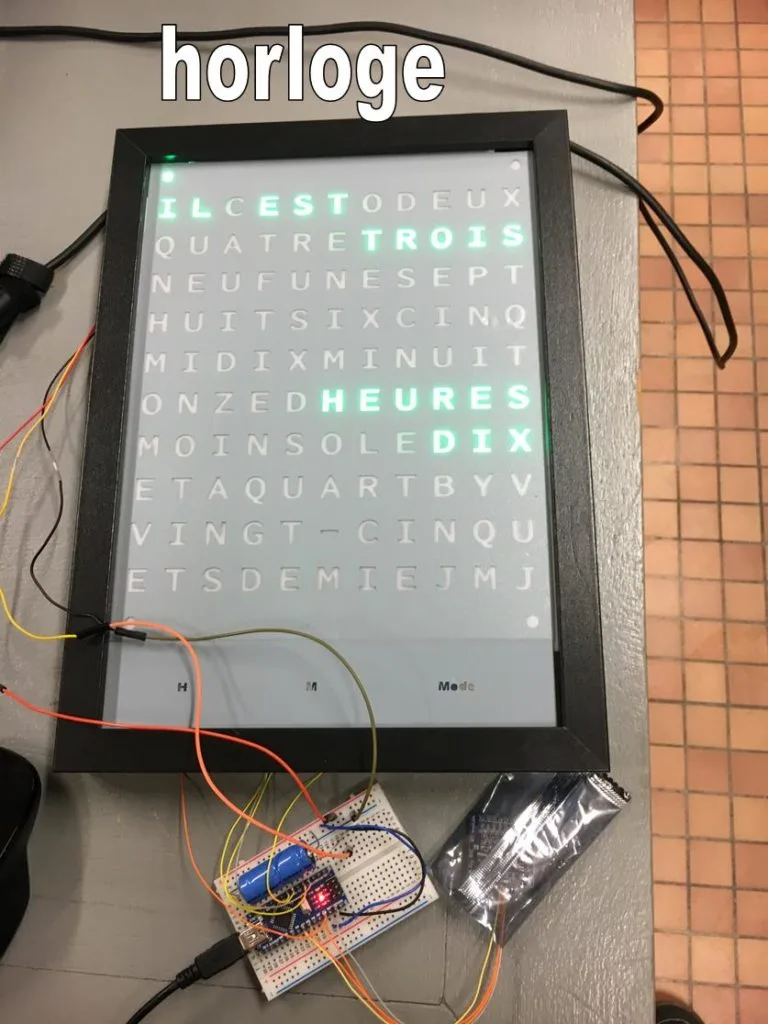 horloge
ILCESTODEUX
QUATRETROIS
NEUFUNESEPT
HUITSIXCINQ
MIDIXMINUIT
ONZEDHEURES
MOINSOLEDIX
ETAQUARTBYV
VINGT-CINQU
ETSDEMIEJMJ
H M Mode